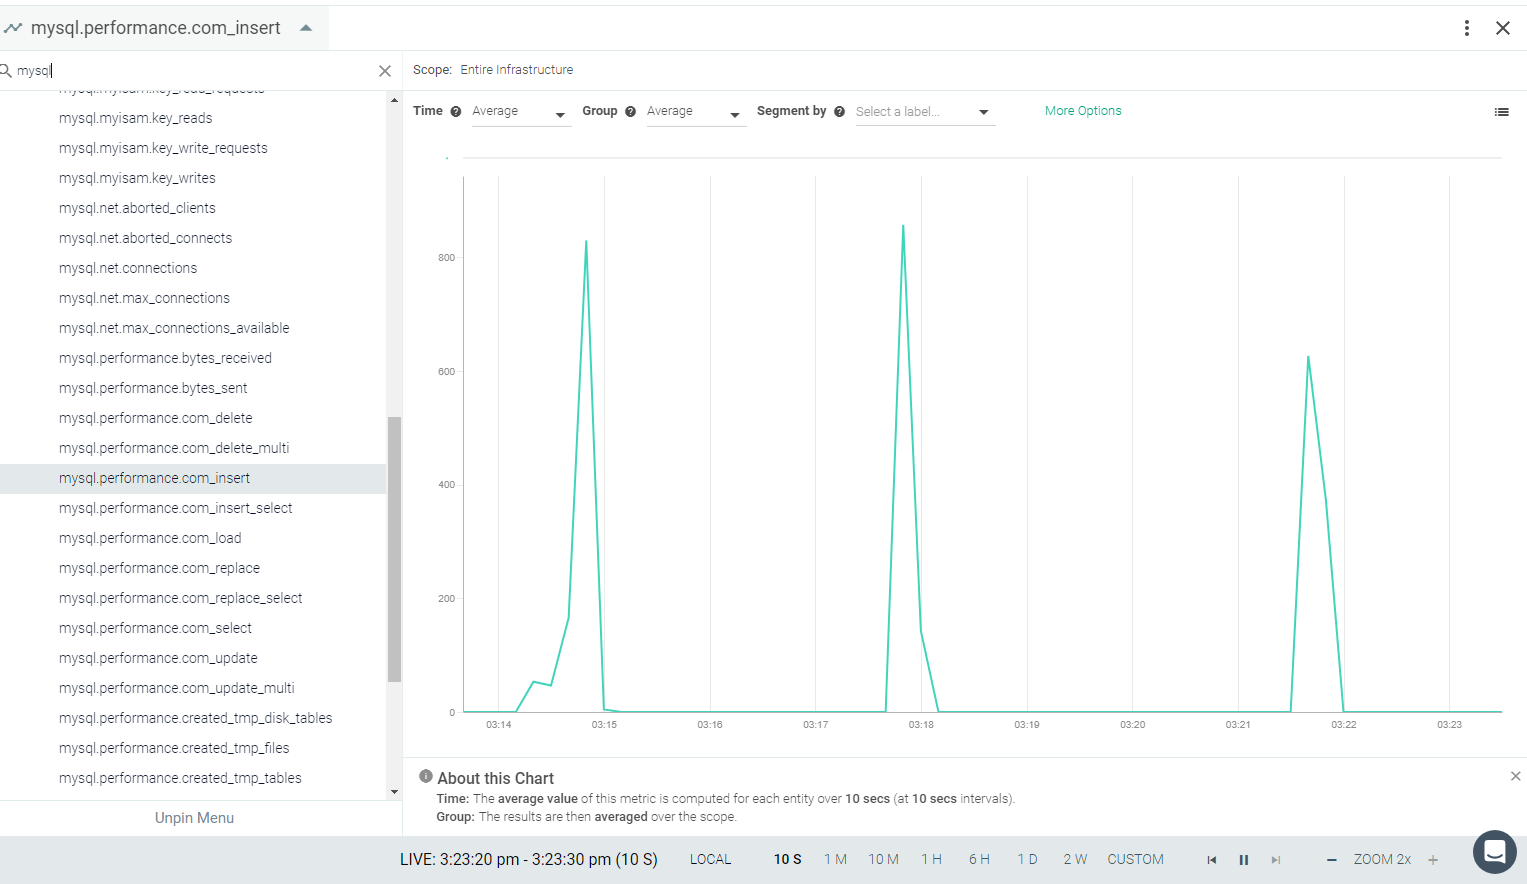 mysql.performance.com_insert
mysql
mysql.myisam.key_read_requests
mysql.myisam.key_reads
mysql.myisam.key_write_requests
mysql.myisam.key_writes
mysql.net.aborted_clients
mysql.net.aborted_connects
mysql.net.connections
mysql.net.max_connections
mysql.net.max_connections_available
mysql.performance.bytes_received
mysql.performance.bytes_sent
mysql.performance.com_delete
mysql.performance.com_delete_multi
mysql.performance.com_insert
mysql.performance.com_insert_select
mysql.performance.com_load
mysql.performance.com_replace
mysql.performance.com_replace_select
mysql.performance.com_select
mysql.performance.com_update
mysql.performance.com_update_multi
mysql.performance.created_tmp_disk_tables
mysql.performance.created_tmp_files
mysql.performance.created_tmp_tables
Unpin Menu
Scope: Entire Infrastructure
Time Average Group Average Segment by Select a label... More Options
800
600
400
200
0
03:14 03:15 03:16 03:17 03:18 03:19 03:20 03:21 03:22 03:23
About this Chart
Time: The average value of this metric is computed for each entity over 10 secs (at 10 secs intervals).
Group: The results are then averaged over the scope.
LIVE: 3:23:20 pm - 3:23:30 pm (10 S) LOCAL 10 S 1 M 10 M 1 H 6 H 1 D 2 W CUSTOM ZOOM 2x